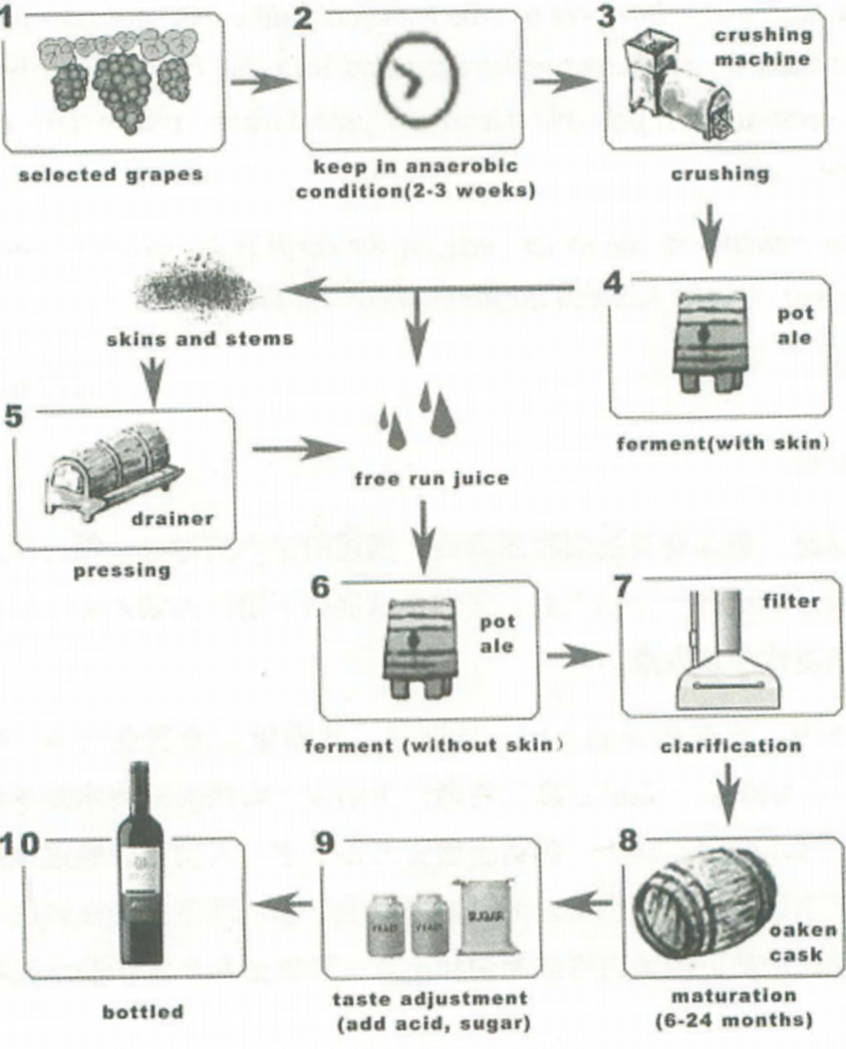 1
selected grapes
2
keep in anaerobic
condition(2-3 weeks)
3
crushing
machine
crushing
4
pot
ale
ferment(with skin)
skins and stems
5
drainer
pressing
free run juice
6
pot
ale
ferment (without skin)
7
filter
clarification
8
oaken
cask
maturation
(6-24 months)
9
SUGAR
taste adjustment
(add acid, sugar)
10
bottled